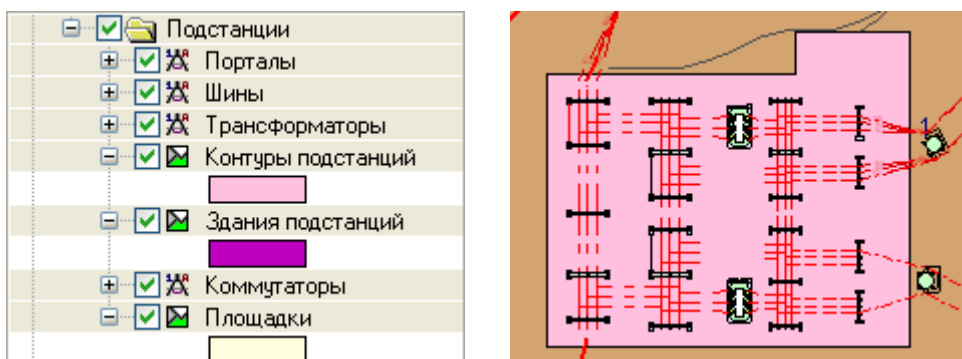 Подстанции
Порталы
Шины
Трансформаторы
Контуры подстанций
Здания подстанций
Коммутаторы
Площадки
1